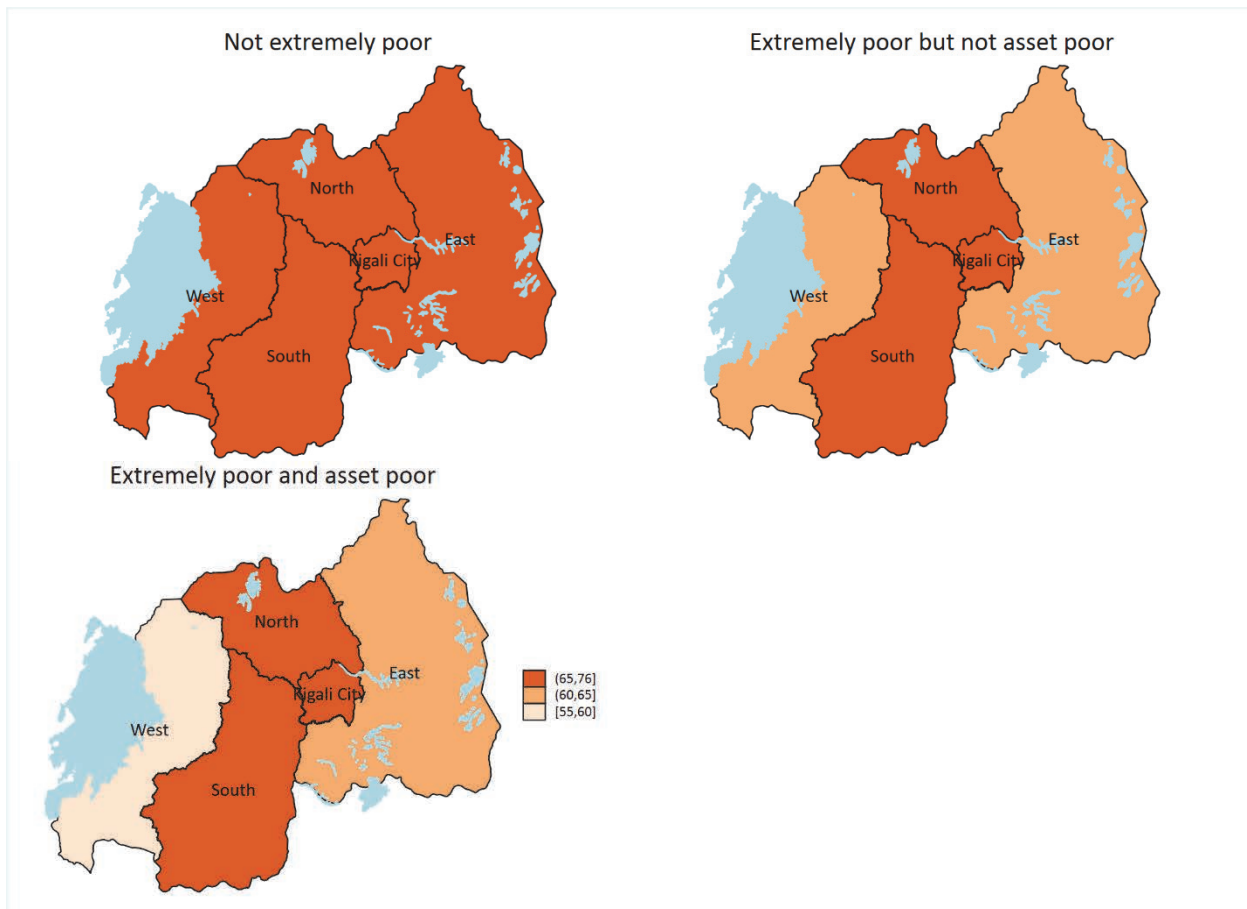 Not extremely poor
North
East
Kigali City
West
South
Extremely poor but not asset poor
North
East
Kigali City
West
South
Extremely poor and asset poor
North
East
Kigali City
West
South
(65,76]
(60,65]
[55,60]